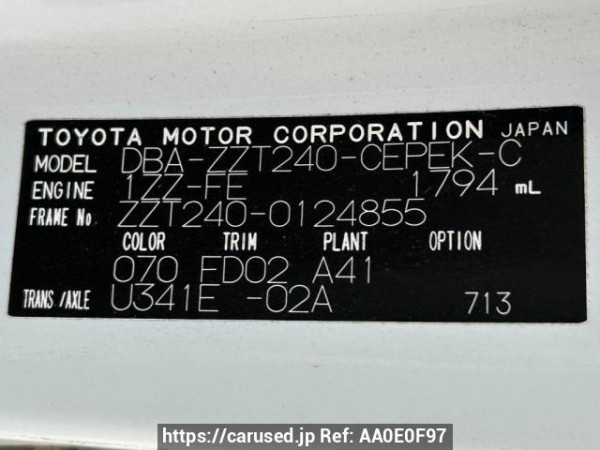 TOYOTA MOTOR CORPORATION JAPAN
MODEL DBA-ZZT240-CEPEK-C
ENGINE 1ZZ-FE 1794 mL
FRAME No ZZT240-0124855
COLOR TRIM PLANT OPTION
070 FD02 A41
TRANS./AXLE U341E -02A 713
https://carused.jp Ref: AA0E0F97